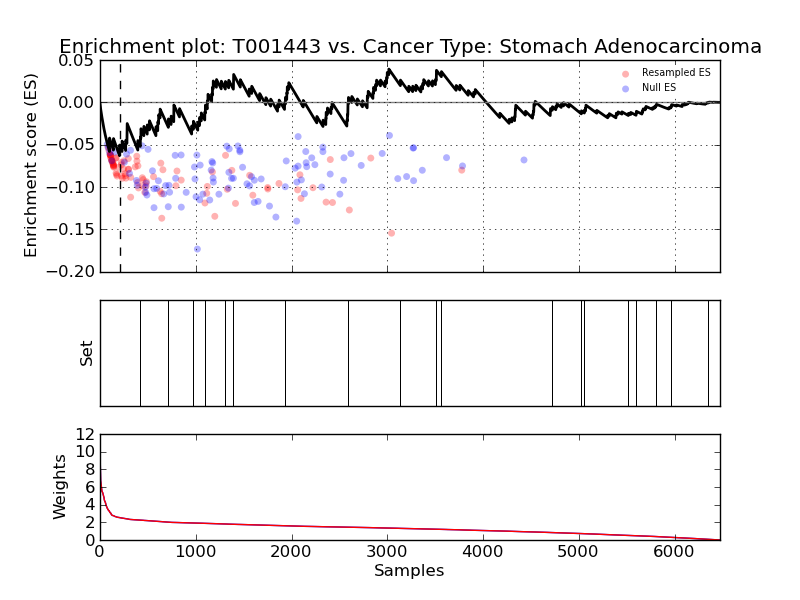 Enrichment plot: T001443 vs. Cancer Type: Stomach Adenocarcinoma
Enrichment score (ES)
0.05
0.00
−0.05
−0.10
−0.15
−0.20
Resampled ES
Null ES
Set
Weights
12
10
8
6
4
2
0
0 1000 2000 3000 4000 5000 6000
Samples